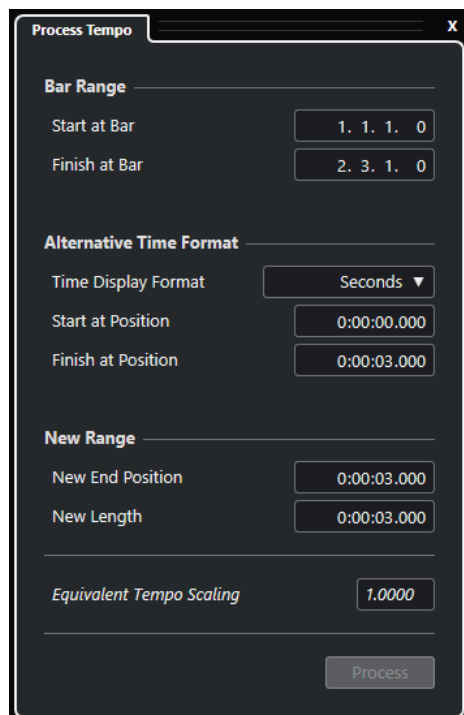 Process Tempo X
Bar Range
Start at Bar 1. 1. 1. 0
Finish at Bar 2. 3. 1. 0
Alternative Time Format
Time Display Format Seconds ▼
Start at Position 0:00:00.000
Finish at Position 0:00:03.000
New Range
New End Position 0:00:03.000
New Length 0:00:03.000
Equivalent Tempo Scaling 1.0000
Process